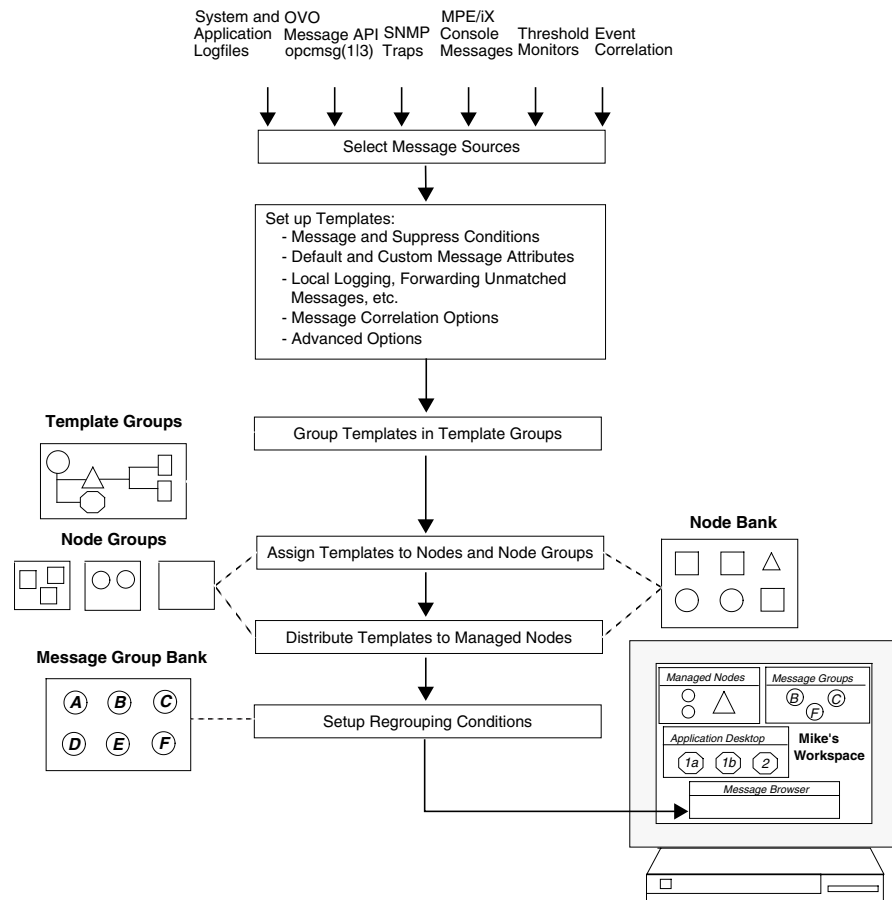 System and
Application
Logfiles
OVO
Message API
opcmsg(1|3)
SNMP
Traps
MPE/iX
Console
Messages
Threshold
Monitors
Event
Correlation
Select Message Sources
Set up Templates:
- Message and Suppress Conditions
- Default and Custom Message Attributes
- Local Logging, Forwarding Unmatched
Messages, etc.
- Message Correlation Options
- Advanced Options
Group Templates in Template Groups
Template Groups
Node Groups
Assign Templates to Nodes and Node Groups
Node Bank
Distribute Templates to Managed Nodes
Message Group Bank
A B C
D E F
Setup Regrouping Conditions
Managed Nodes
Message Groups
B C
F
Application Desktop
1a 1b 2
Mike's
Workspace
Message Browser